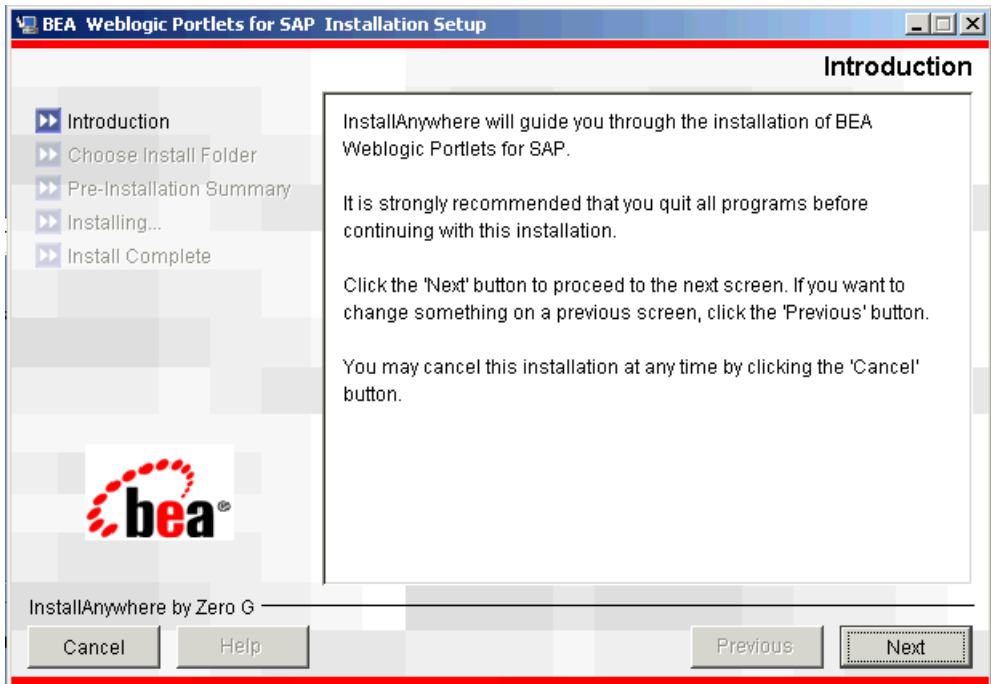 BEA Weblogic Portlets for SAP Installation Setup
Introduction
Introduction
Choose Install Folder
Pre-Installation Summary
Installing...
Install Complete
InstallAnywhere will guide you through the installation of BEA
Weblogic Portlets for SAP.
It is strongly recommended that you quit all programs before
continuing with this installation.
Click the 'Next' button to proceed to the next screen. If you want to
change something on a previous screen, click the 'Previous' button.
You may cancel this installation at any time by clicking the 'Cancel'
button.
bea®
InstallAnywhere by Zero G
Cancel
Help
Previous
Next